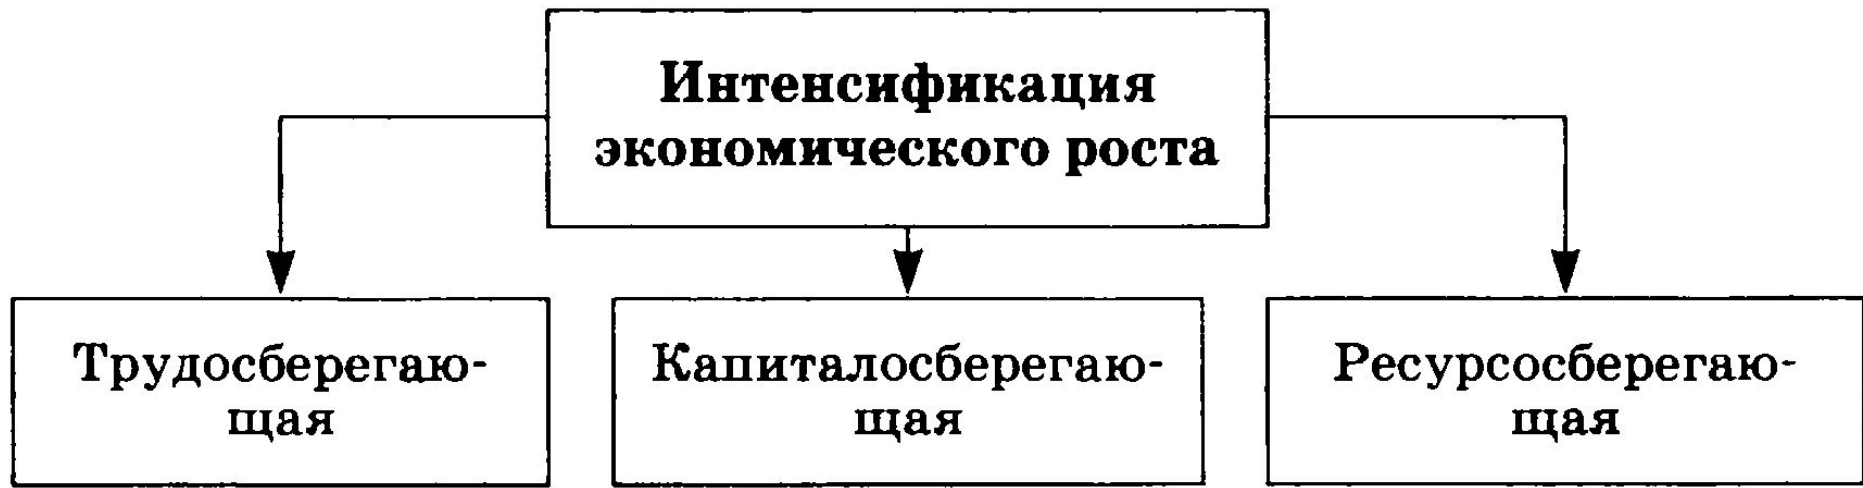 Интенсификация
экономического роста
Трудосберегаю-
щая
Капиталосберегаю-
щая
Ресурсосберегаю-
щая